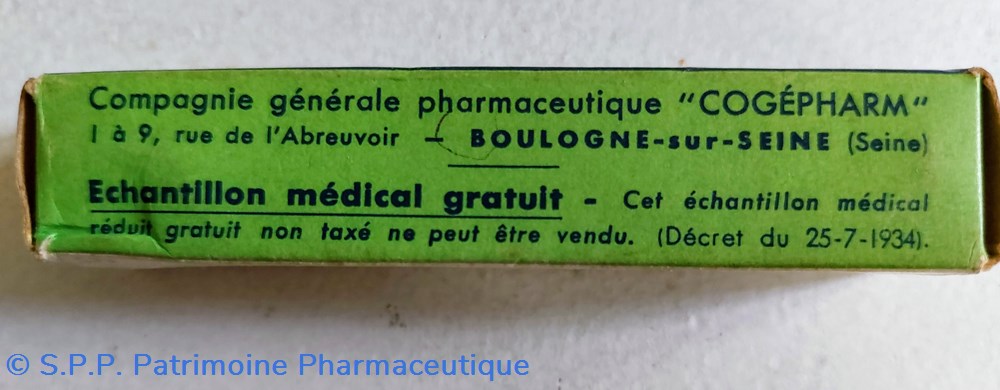 Compagnie générale pharmaceutique "COGÉPHARM"
1 à 9, rue de l'Abreuvoir - BOULOGNE-sur-SEINE (Seine)
Echantillon médical gratuit - Cet échantillon médical
réduit gratuit non taxé ne peut être vendu. (Décret du 25-7-1934).
© S.P.P. Patrimoine Pharmaceutique